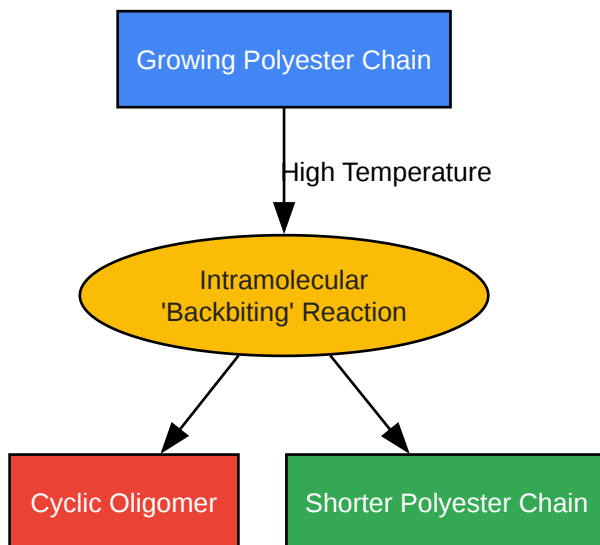 Growing Polyester Chain
High Temperature
Intramolecular
'Backbiting' Reaction
Cyclic Oligomer
Shorter Polyester Chain